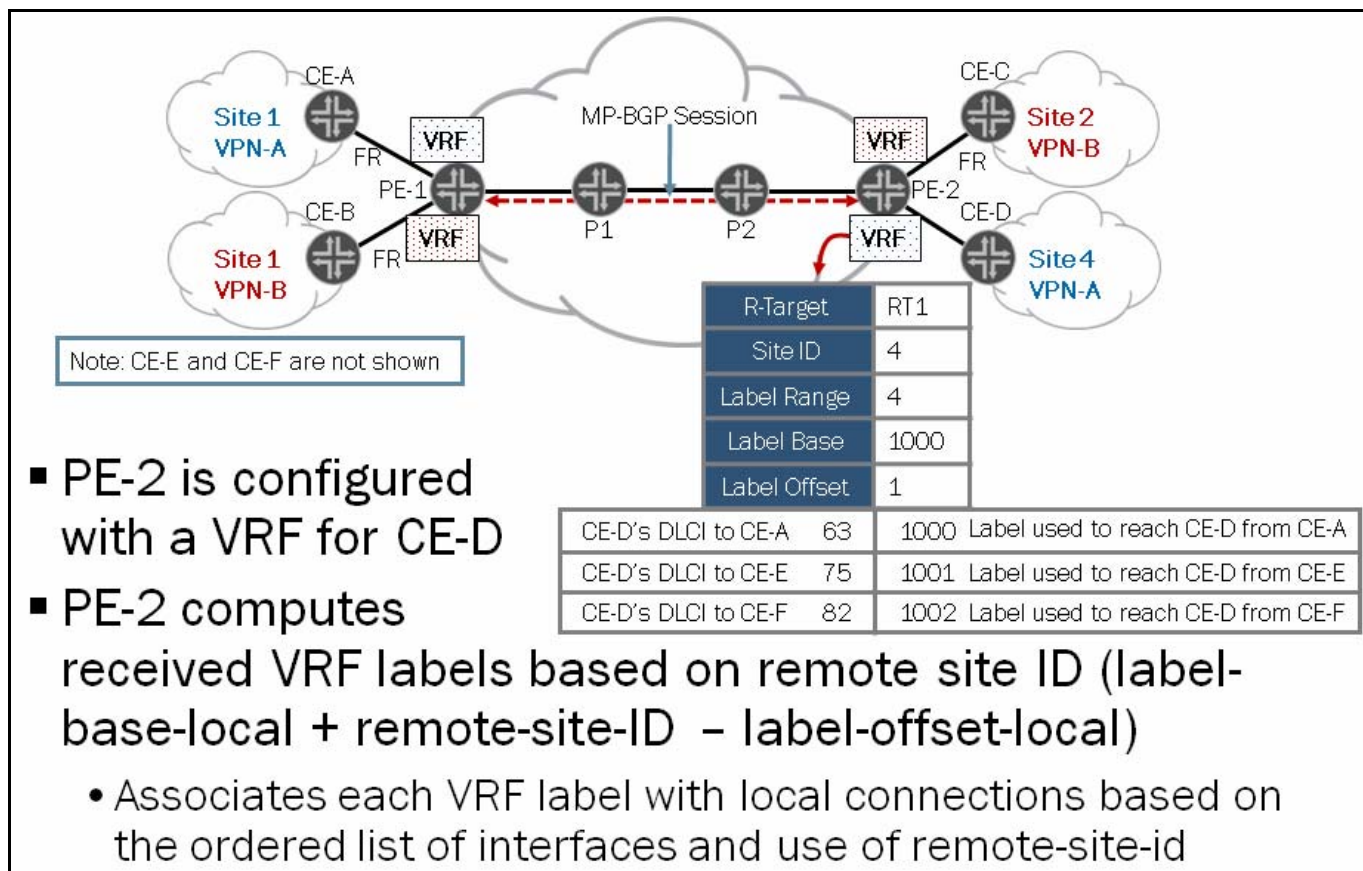 CE-A
Site 1
VPN-A
FR
VRF
PE-1
MP-BGP Session
CE-B
Site 1
VPN-B
FR
VRF
P1
P2
VRF
PE-2
CE-C
Site 2
VPN-B
FR
CE-D
VRF
Site 4
VPN-A
Note: CE-E and CE-F are not shown
R-Target RT1
Site ID 4
Label Range 4
Label Base 1000
Label Offset 1
CE-D's DLCI to CE-A 63 1000 Label used to reach CE-D from CE-A
CE-D's DLCI to CE-E 75 1001 Label used to reach CE-D from CE-E
CE-D's DLCI to CE-F 82 1002 Label used to reach CE-D from CE-F
▪ PE-2 is configured
with a VRF for CE-D
▪ PE-2 computes
received VRF labels based on remote site ID (label-
base-local + remote-site-ID – label-offset-local)
• Associates each VRF label with local connections based on
the ordered list of interfaces and use of remote-site-id